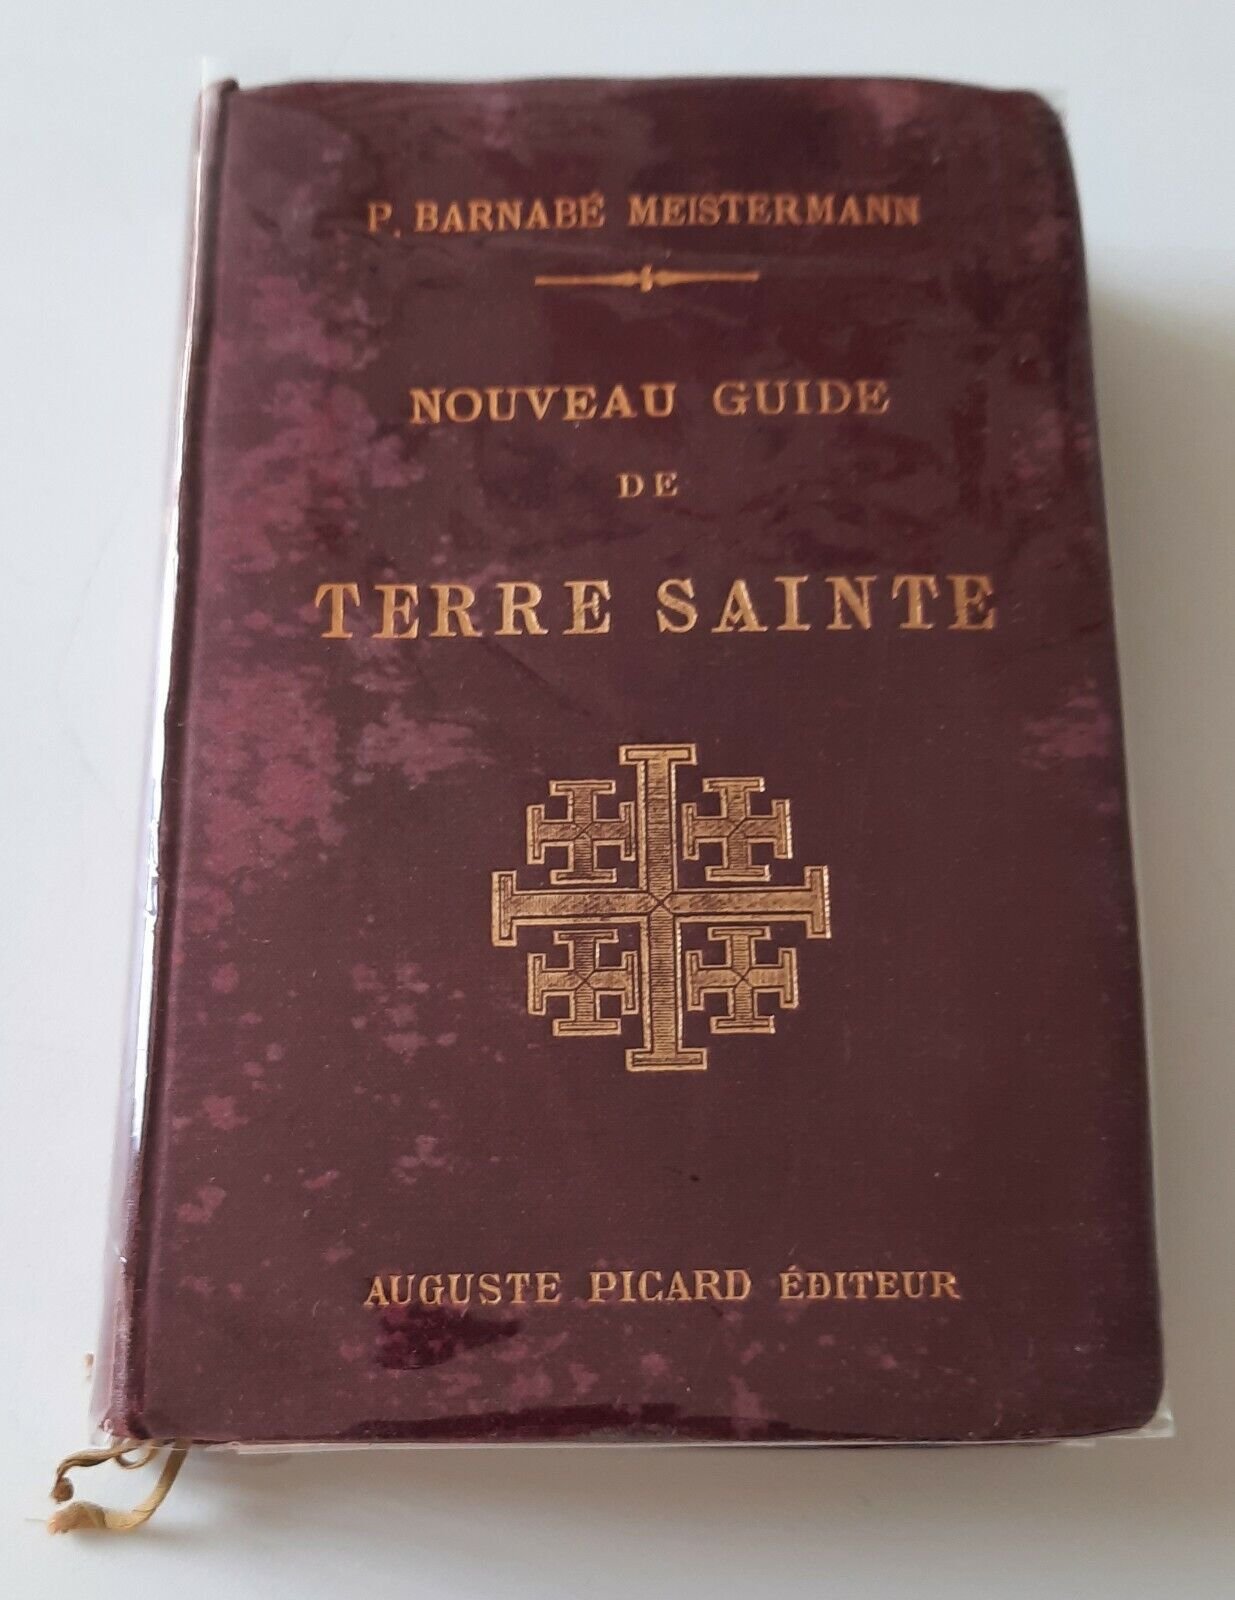 P. BARNABÉ MEISTERMANN
NOUVEAU GUIDE
DE
TERRE SAINTE
AUGUSTE PICARD ÉDITEUR